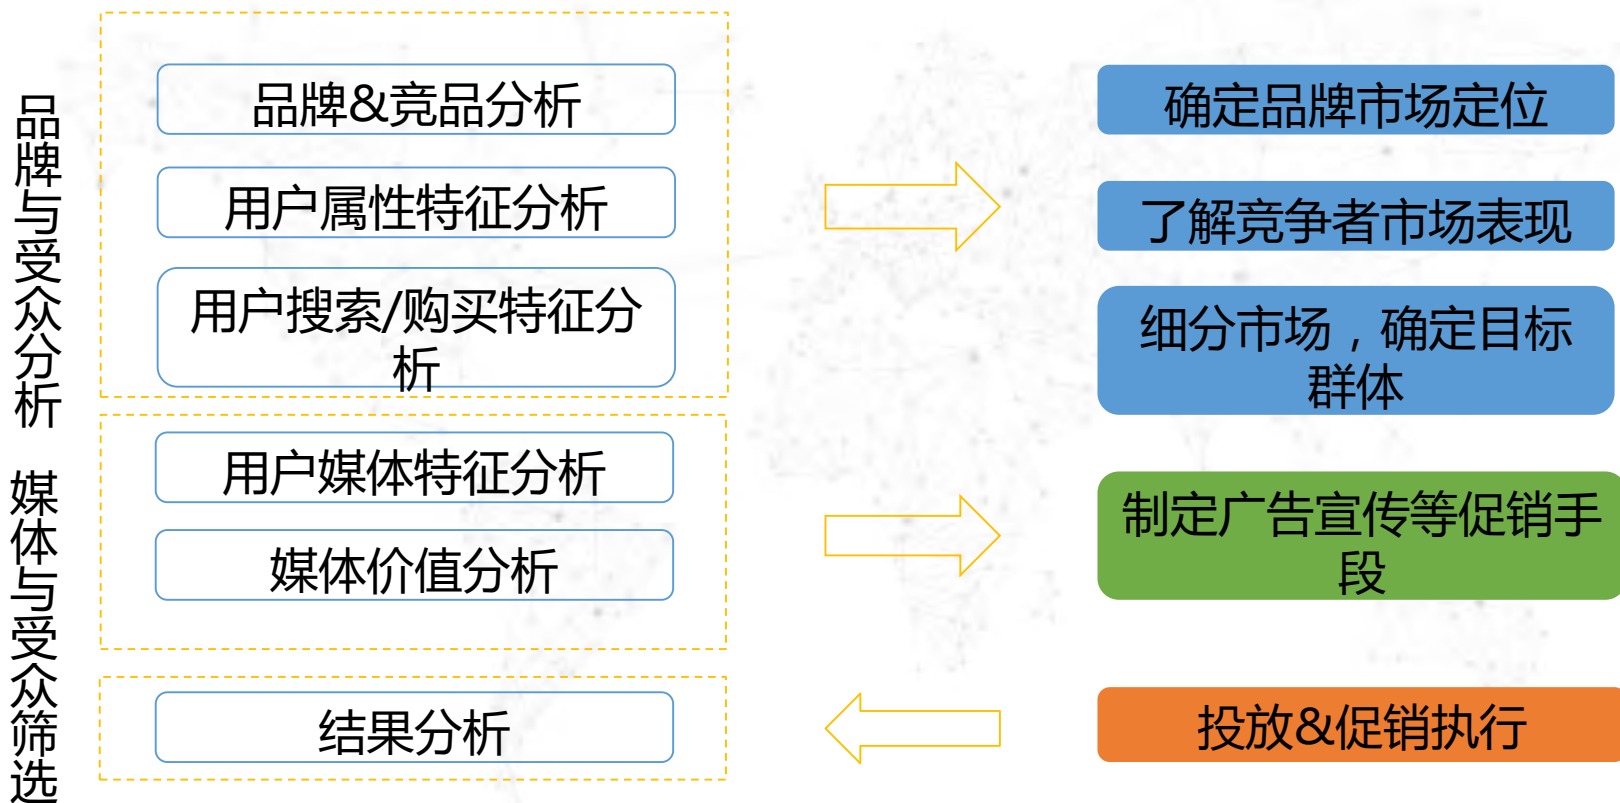 品牌与受众分析
品牌&竞品分析
用户属性特征分析
用户搜索/购买特征分
析
确定品牌市场定位
了解竞争者市场表现
细分市场，确定目标
群体
媒体与受众筛选
用户媒体特征分析
媒体价值分析
制定广告宣传等促销手
段
结果分析
投放&促销执行